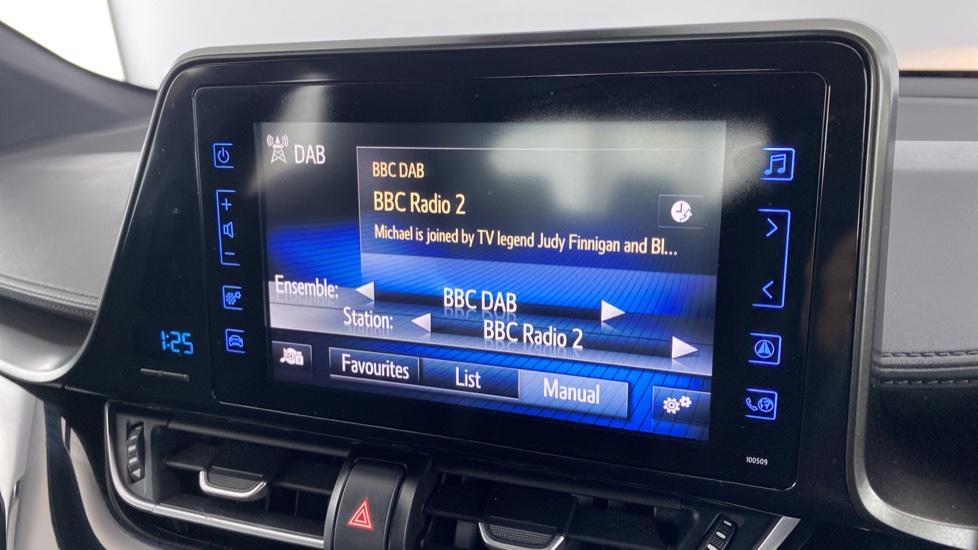 DAB
BBC DAB
BBC Radio 2
Michael is joined by TV legend Judy Finnigan and Bl...
Ensemble: BBC DAB
Station: BBC Radio 2
Favourites List Manual
1:25
100509